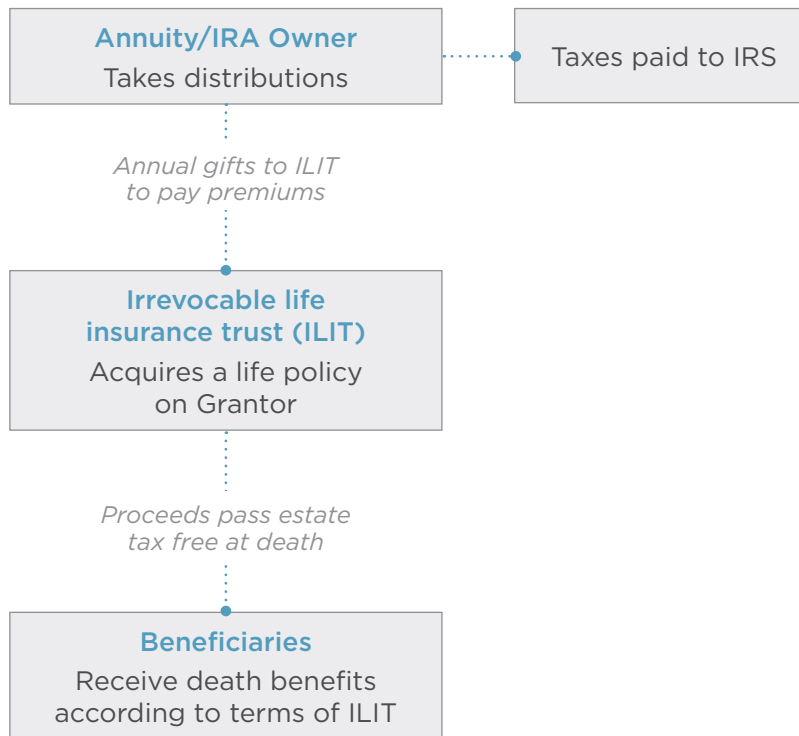 Annuity/IRA Owner
Takes distributions
Taxes paid to IRS
Annual gifts to ILIT
to pay premiums
Irrevocable life
insurance trust (ILIT)
Acquires a life policy
on Grantor
Proceeds pass estate
tax free at death
Beneficiaries
Receive death benefits
according to terms of ILIT